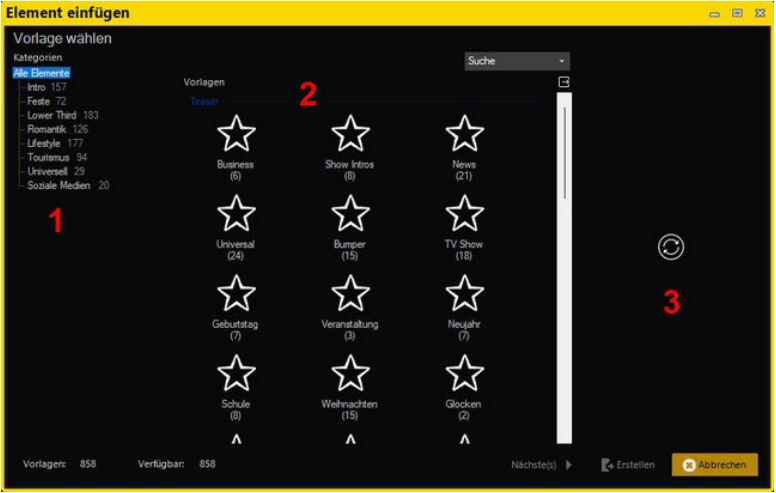 Element einfügen
Vorlage wählen
Kategorien
Alle Elemente
Intro 157
Feste 72
Lower Third 183
Romantik 126
Lifestyle 177
Tourismus 94
Universell 29
Soziale Medien 20
1
Suche
Vorlagen
Teaser
2
Business Show Intros News
(6) (8) (21)
Universal Bumper TV Show
(24) (15) (18)
Geburtstag Veranstaltung Neujahr
(7) (3) (7)
Schule Weihnachten Glocken
(8) (15) (2)
3
Vorlagen: 858 Verfügbar: 858 Nächste(s) Erstellen Abbrechen